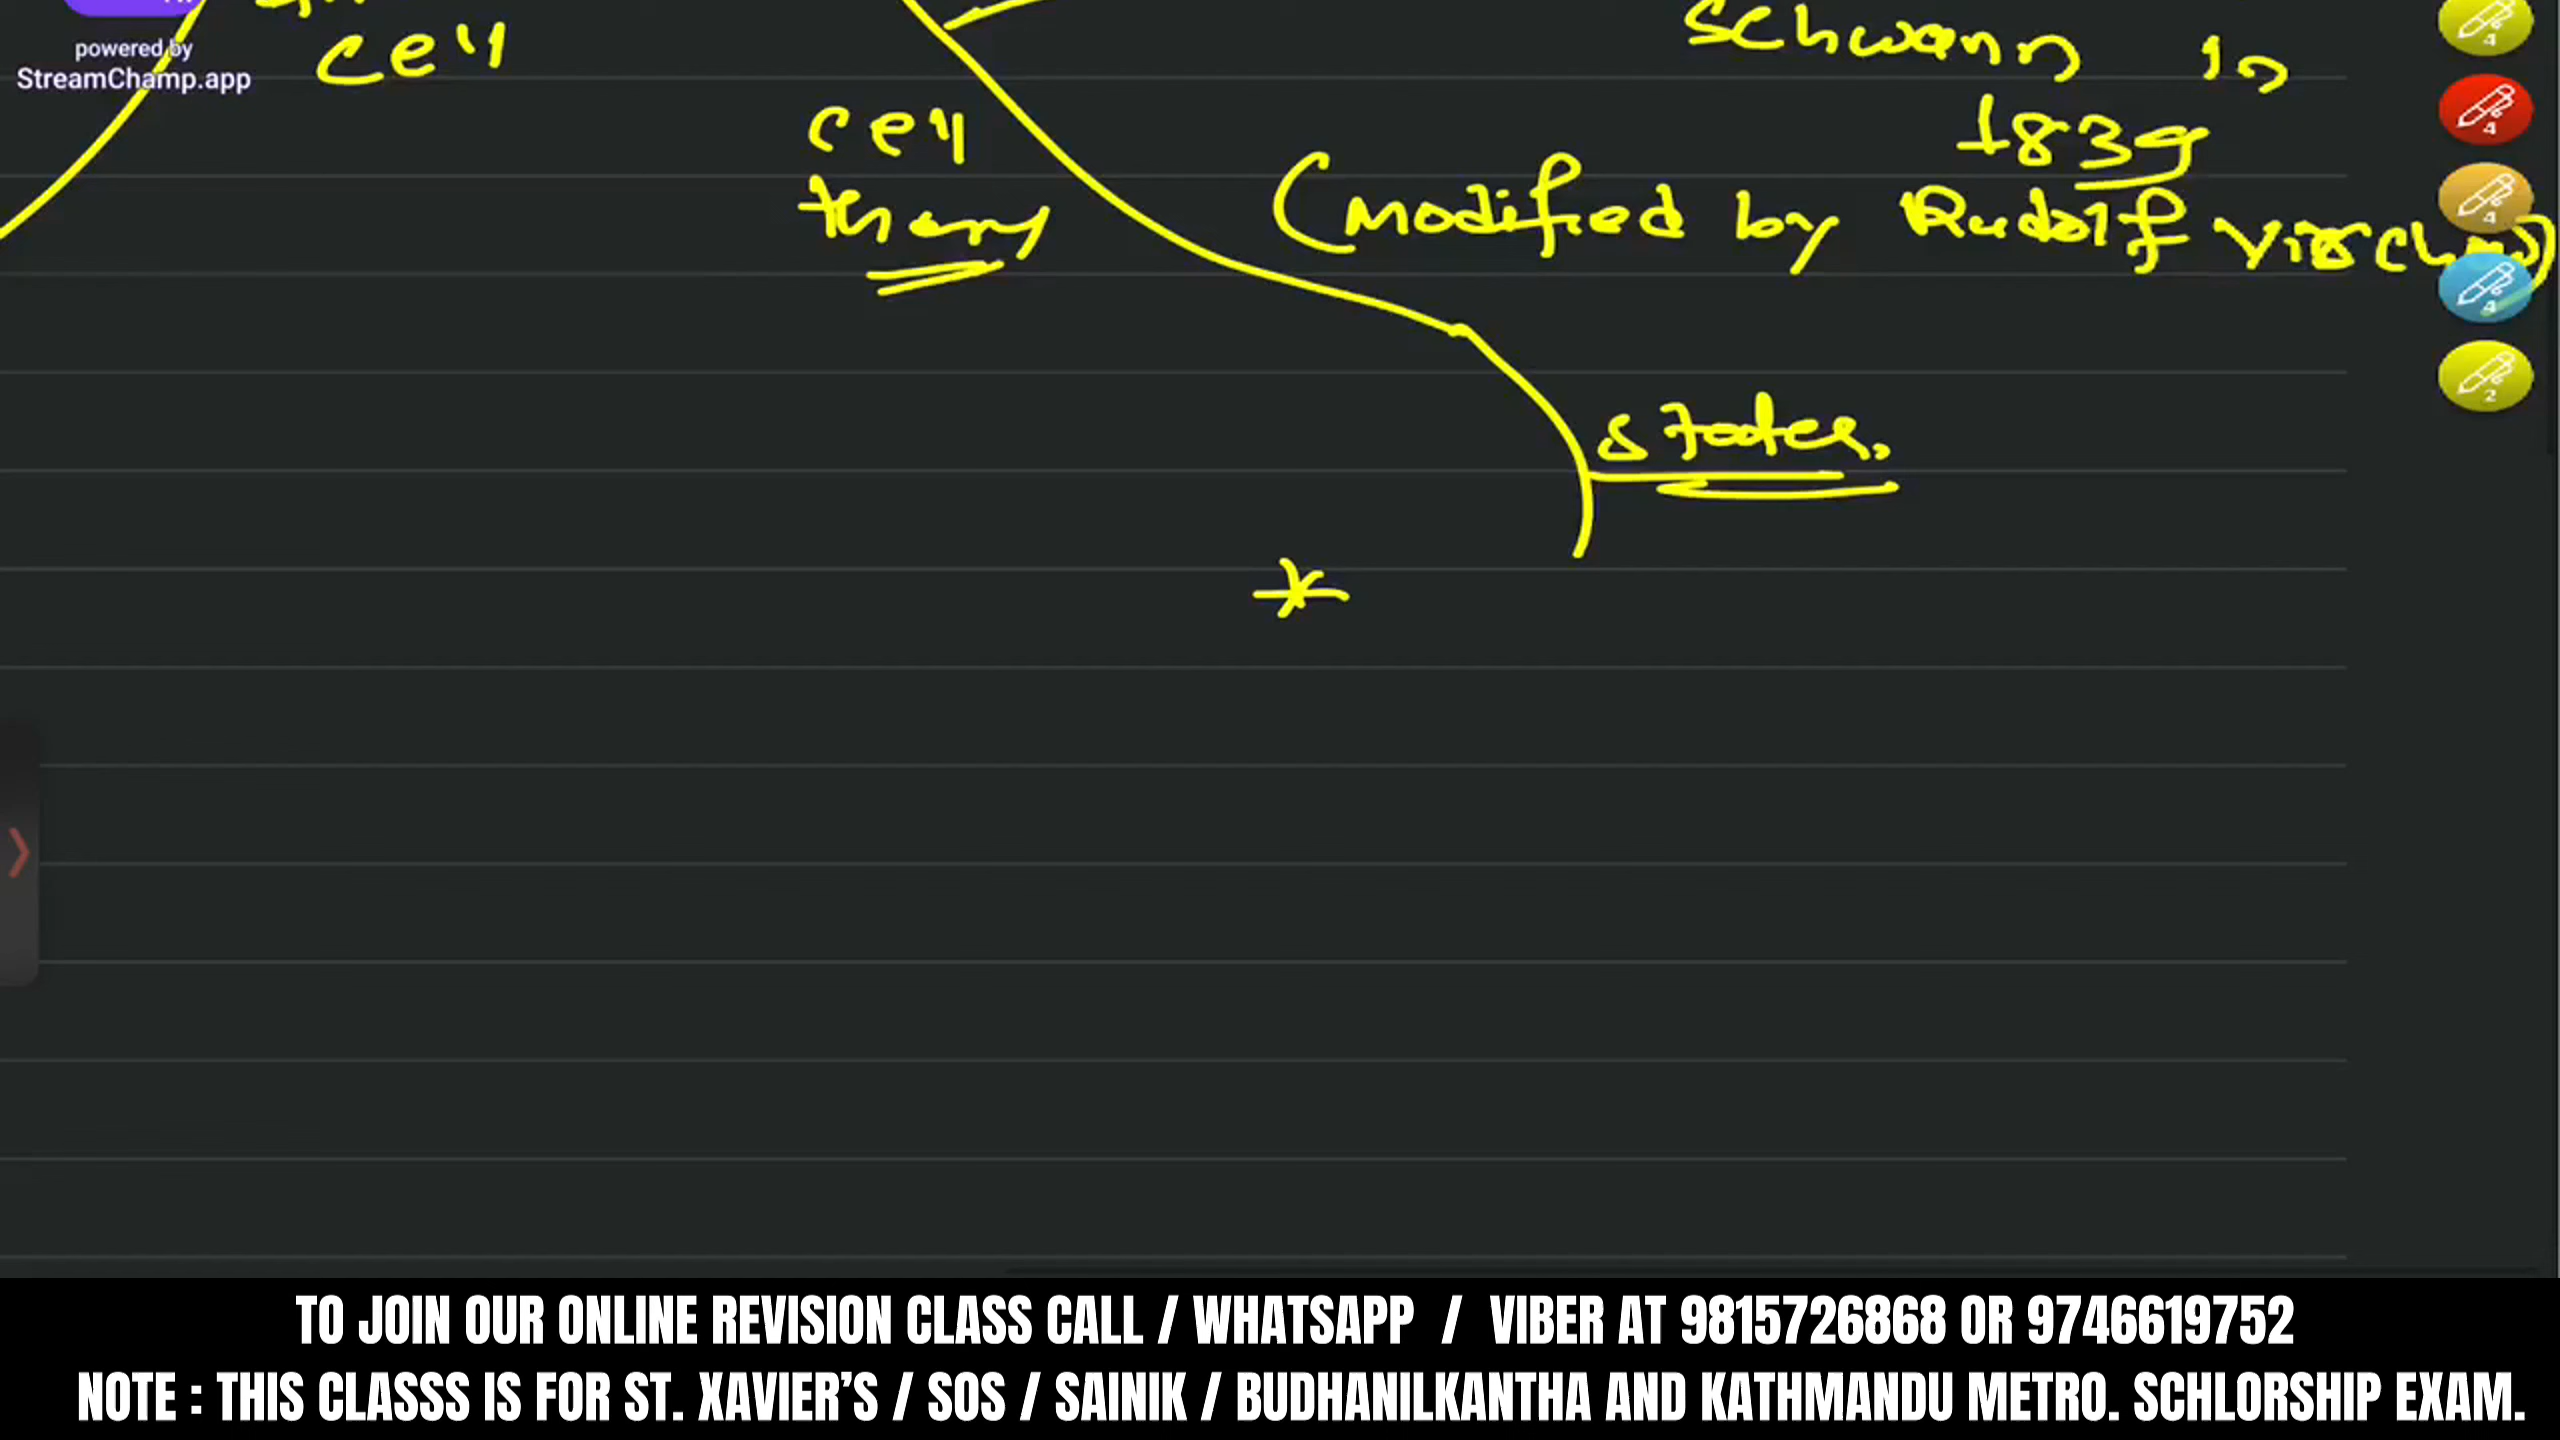 powered by
StreamChamp.app
cell
Schwann in
1839
cell
theory
(modified by Rudolf Virchow)
states.
*
TO JOIN OUR ONLINE REVISION CLASS CALL / WHATSAPP / VIBER AT 9815726868 OR 9746619752
NOTE : THIS CLASSS IS FOR ST. XAVIER'S / SOS / SAINIK / BUDHANILKANTHA AND KATHMANDU METRO. SCHLORSHIP EXAM.